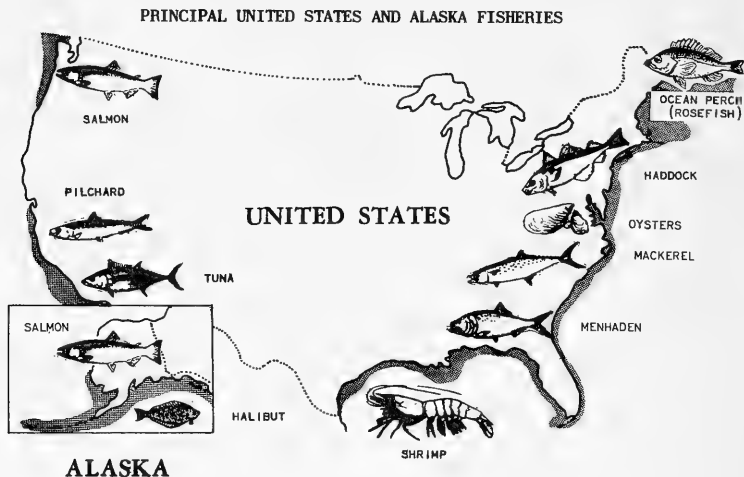 PRINCIPAL UNITED STATES AND ALASKA FISHERIES
OCEAN PERCH
(ROSEFISH)
SALMON
HADDOCK
PILCHARD
UNITED STATES
OYSTERS
MACKEREL
TUNA
SALMON
MENHADEN
HALIBUT
SHRIMP
ALASKA